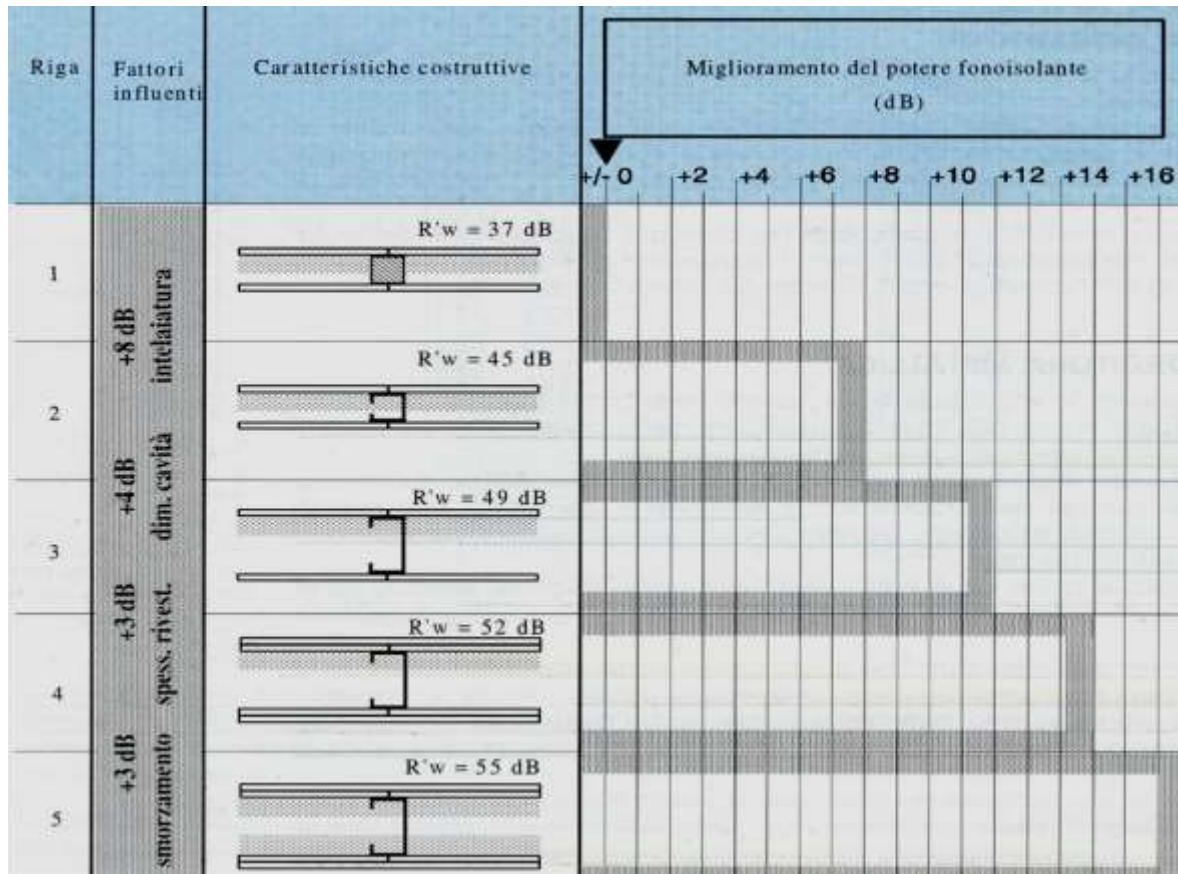 Riga
Fattori
influenti
Caratteristiche costruttive
Miglioramento del potere fonoisolante
(dB)
+/- 0 +2 +4 +6 +8 +10 +12 +14 +16
1
+8 dB
intelaiatura
R'w = 37 dB
2
R'w = 45 dB
+4 dB
dim. cavità
3
R'w = 49 dB
+3 dB
spess. rivest.
4
R'w = 52 dB
+3 dB
smorzamento
5
R'w = 55 dB